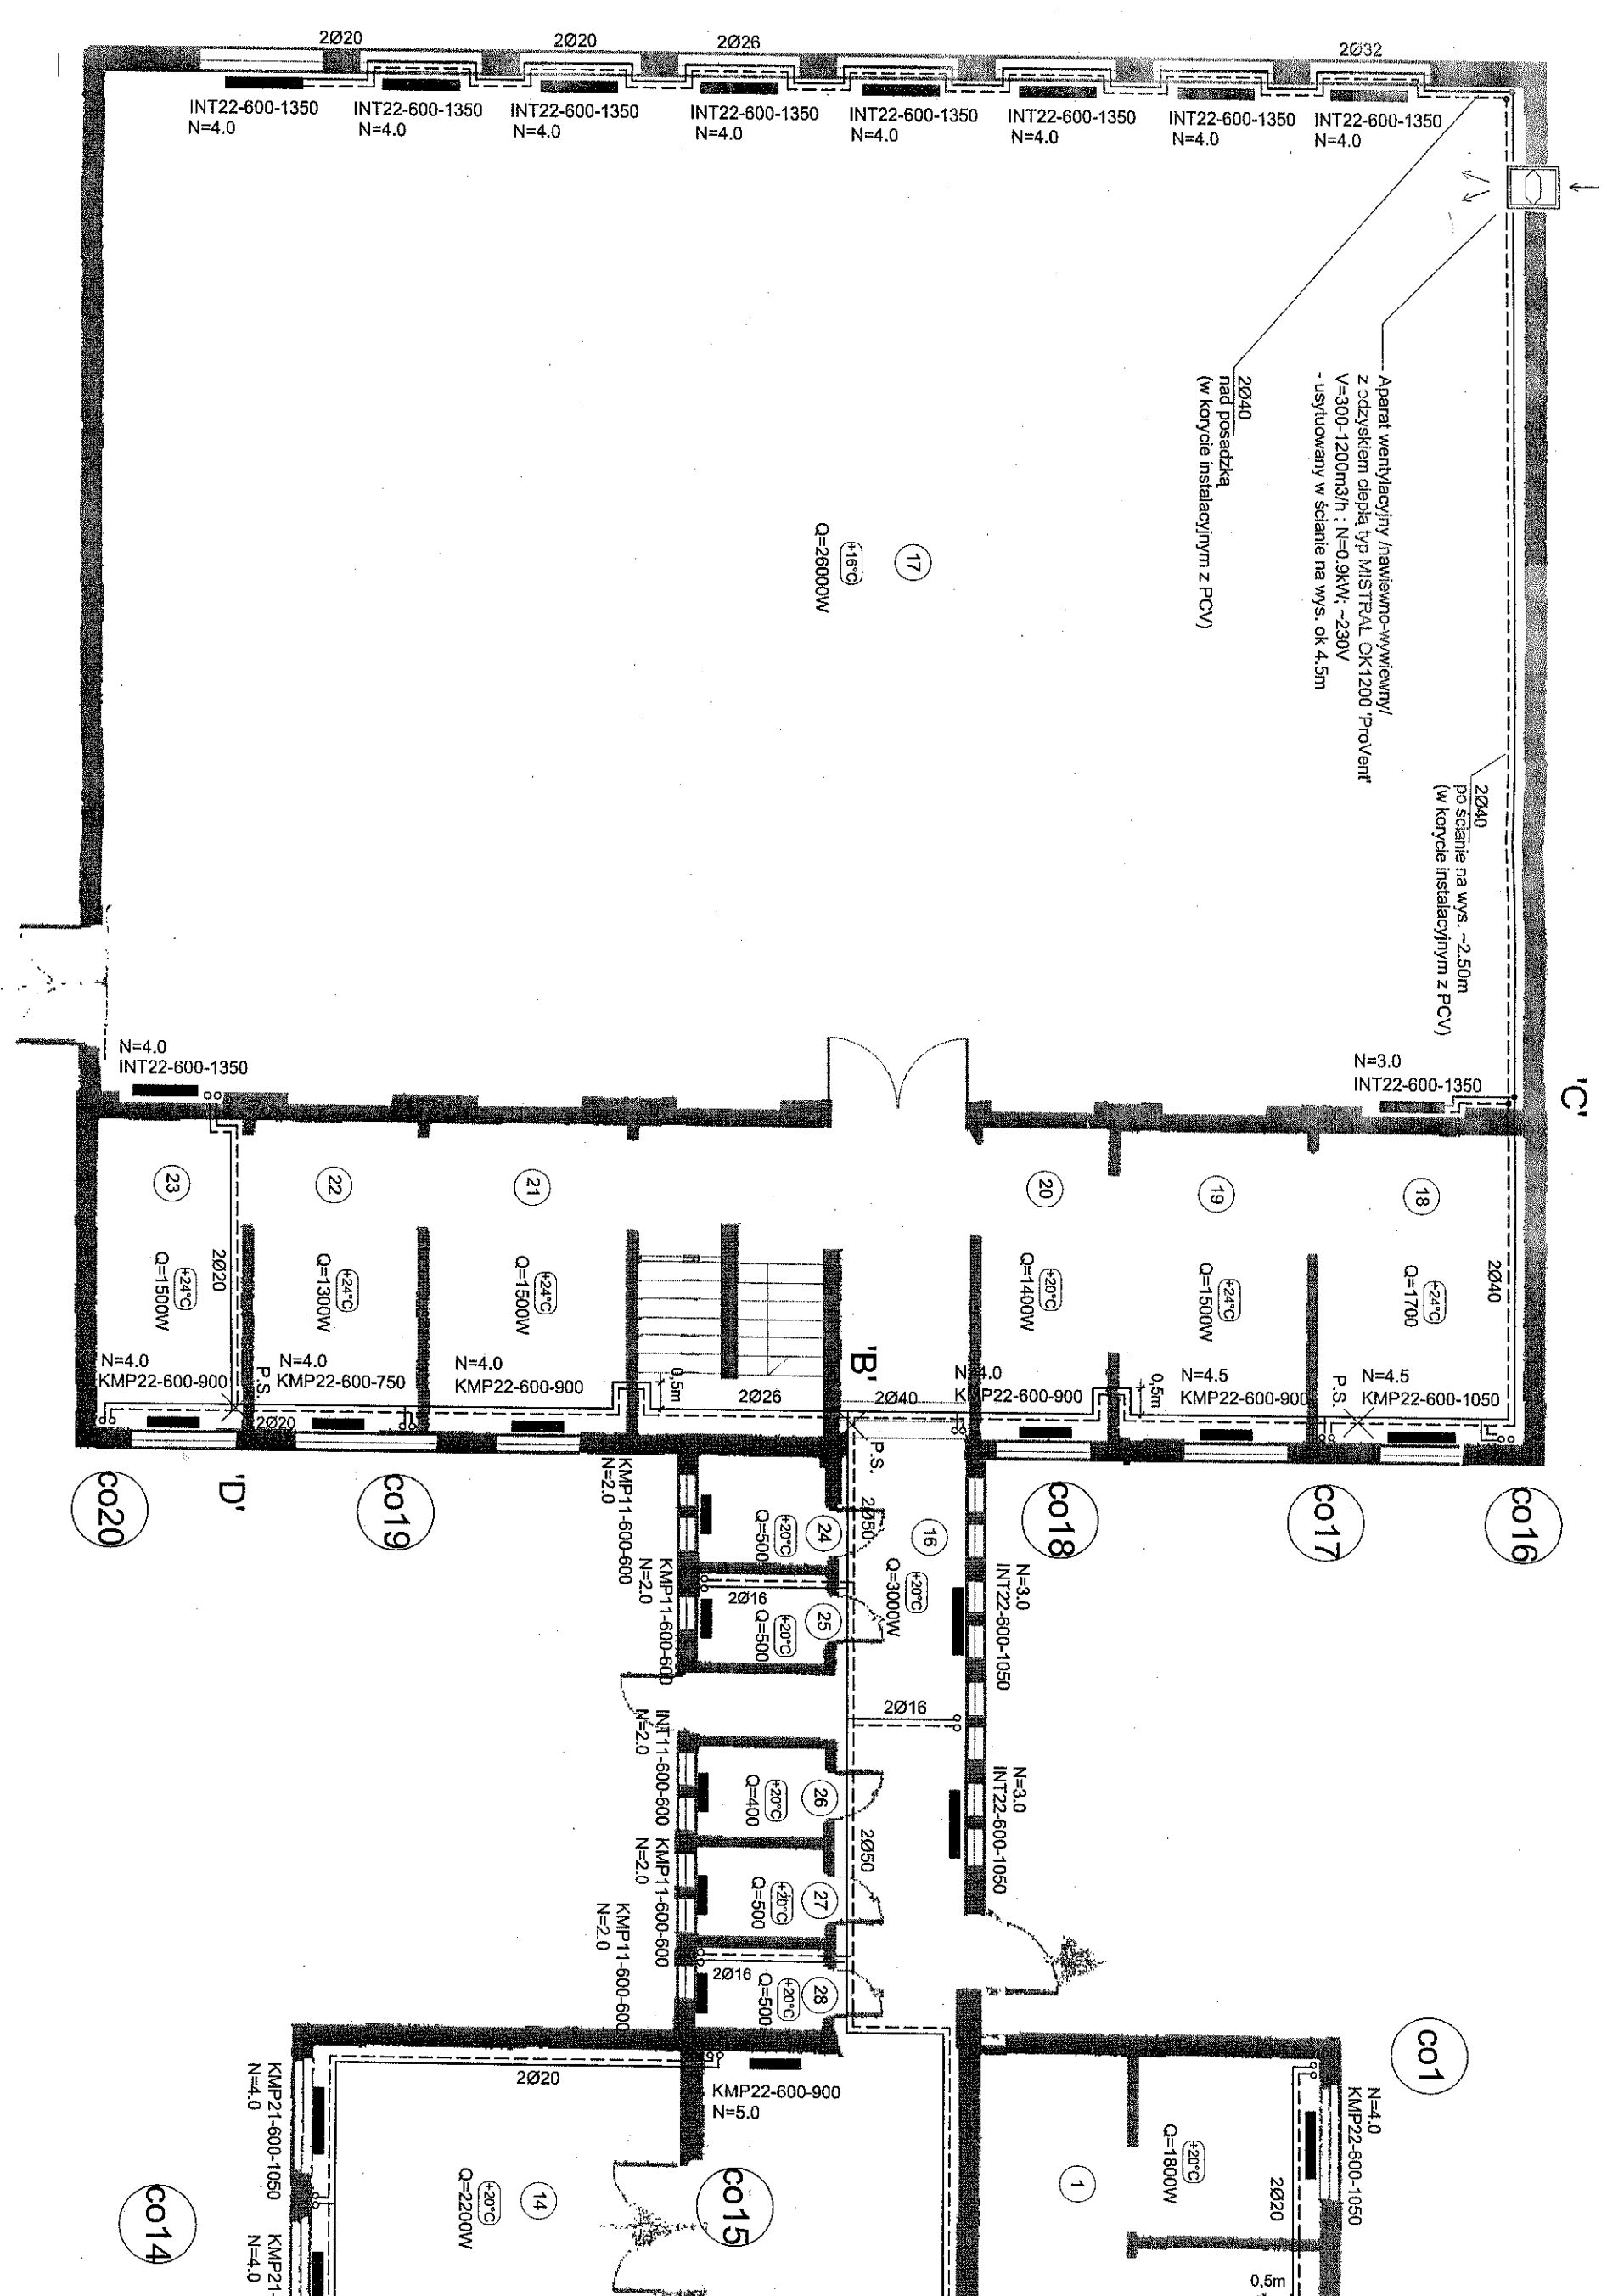 2Ø20
2Ø20
2Ø26
2Ø32
INT22-600-1350
N=4.0
INT22-600-1350
N=4.0
INT22-600-1350
N=4.0
INT22-600-1350
N=4.0
INT22-600-1350
N=4.0
INT22-600-1350
N=4.0
INT22-600-1350
N=4.0
INT22-600-1350
N=4.0
Aparat wentylacyjny /nawiewno-wywiewny/
z odzyskiem ciepłą typ MISTRAL OK1200 'ProVent'
V=300-1200m3/h ; N=0.9kW; ~230V
- usytuowany w ścianie na wys. ok 4.5m
2Ø40
nad posadzką
(w korycie instalacyjnym z PCV)
17
+16°C
Q=26000W
2Ø40
po ścianie na wys. ~2.50m
(w korycie instalacyjnym z PCV)
N=4.0
INT22-600-1350
N=3.0
INT22-600-1350
'C'
23
+24°C
Q=1500W
2Ø20
22
+24°C
Q=1300W
21
+24°C
Q=1500W
20
+20°C
Q=1400W
19
+24°C
Q=1500W
18
+24°C
Q=1700
2Ø40
N=4.0
KMP22-600-900
P.S.
N=4.0
KMP22-600-750
2Ø20
N=4.0
KMP22-600-900
0,5m
2Ø26
'B'
2Ø40
N=4.0
KMP22-600-900
0,5m
N=4.5
KMP22-600-900
P.S.
N=4.5
KMP22-600-1050
P.S.
co20
'D'
co19
co18
co17
co16
KMP11-600-600
N=2.0
24
+20°C
Q=500
2Ø50
16
+20°C
Q=3000W
N=3.0
INT22-600-1050
KMP11-600-600
N=2.0
2Ø16
25
+20°C
Q=500
2Ø16
INT11-600-600
N=2.0
26
+20°C
Q=400
2Ø50
N=3.0
INT22-600-1050
KMP11-600-600
N=2.0
27
+20°C
Q=500
KMP11-600-600
N=2.0
2Ø16
28
+20°C
Q=500
co1
2Ø20
KMP22-600-900
N=5.0
KMP21-600-1050
N=4.0
N=4.0
KMP22-600-1050
1
+20°C
Q=1800W
2Ø20
co14
14
+20°C
Q=2200W
co15
KMP21-
N=4.0
0,5m